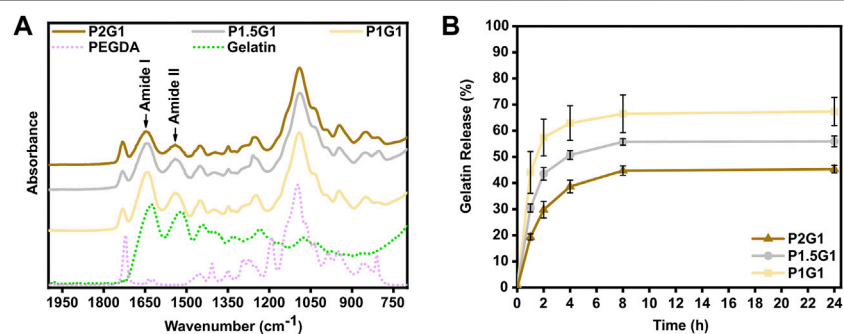 A
P2G1 P1.5G1 P1G1
PEGDA Gelatin
Amide I
Amide II
Absorbance
1950 1650 1500 1350 1200 1050 900 750
Wavenumber (cm-1)
B
100
90
80
70
60
50
40
30
20
10
0
Gelatin Release (%)
P2G1
P1.5G1
P1G1
0 2 4 6 8 10 12 14 16 18 20 22 24
Time (h)